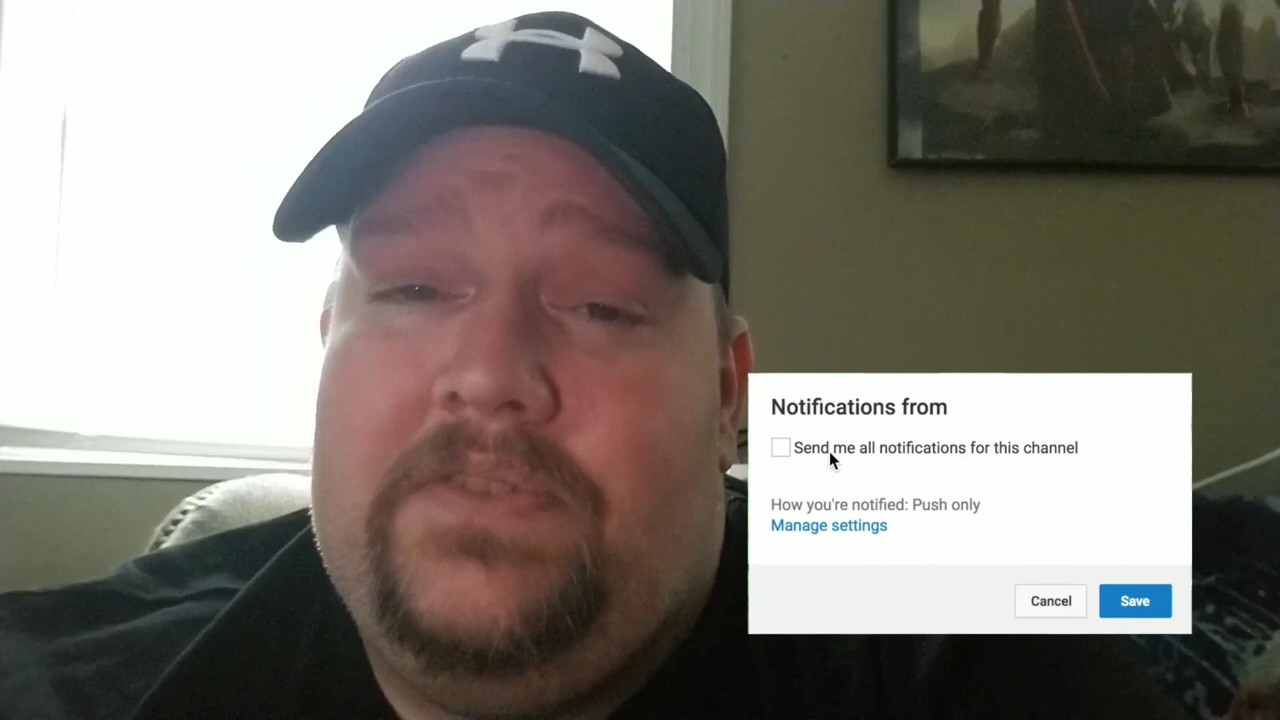 Notifications from
Send me all notifications for this channel
How you're notified: Push only
Manage settings
Cancel
Save